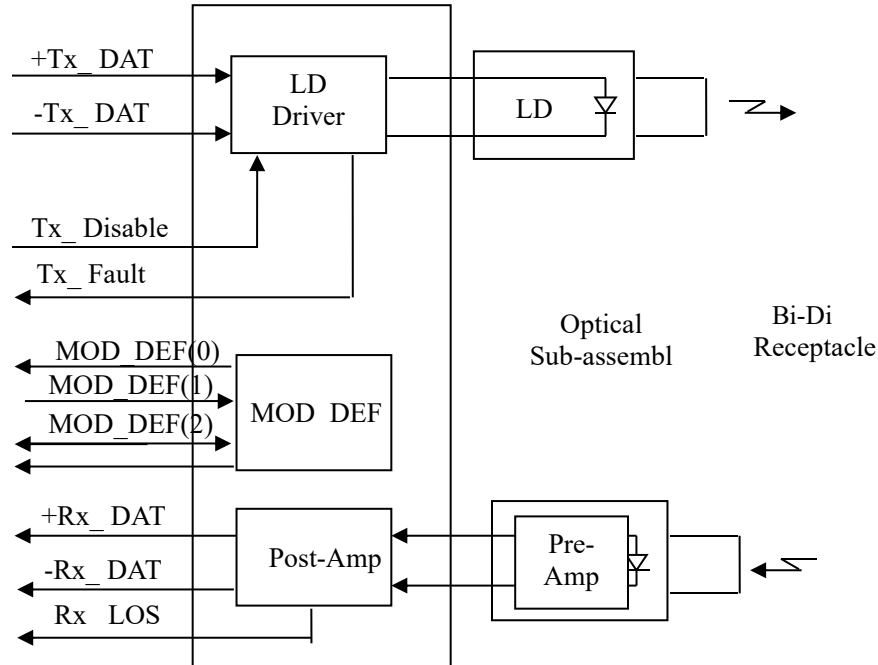 +Tx_ DAT
LD
Driver
LD
-Tx_ DAT
Tx_ Disable
Tx_ Fault
Optical
Sub-assembl
Bi-Di
Receptacle
MOD_DEF(0)
MOD_DEF(1)
MOD_DEF(2)
MOD DEF
+Rx_ DAT
-Rx_ DAT
Rx LOS
Post-Amp
Pre-
Amp